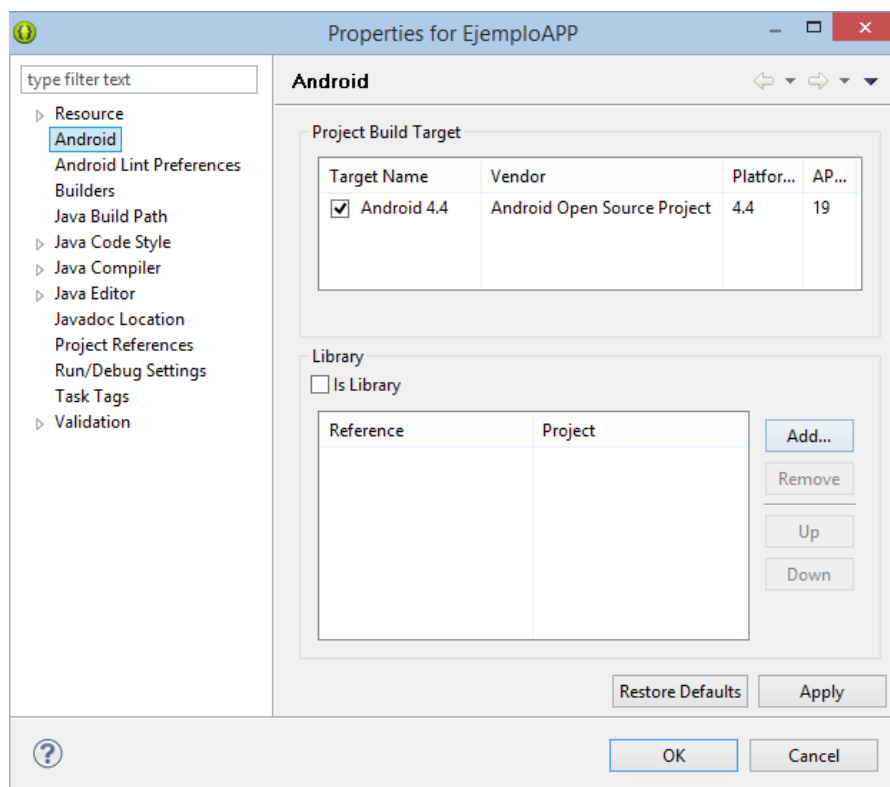 Properties for EjemploAPP
type filter text
Resource
Android
Android Lint Preferences
Builders
Java Build Path
Java Code Style
Java Compiler
Java Editor
Javadoc Location
Project References
Run/Debug Settings
Task Tags
Validation
Android
Project Build Target
Target Name Vendor Platfor... AP...
Android 4.4 Android Open Source Project 4.4 19
Library
Is Library
Reference Project
Add...
Remove
Up
Down
Restore Defaults Apply
OK Cancel